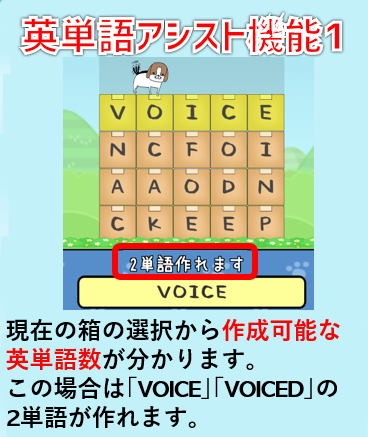 英単語アシスト機能1
VOICE
NCFOI
AAODN
CKEEP
2単語作れます
VOICE
現在の箱の選択から作成可能な
英単語数が分かります。
この場合は｢VOICE｣｢VOICED｣の
2単語が作れます。